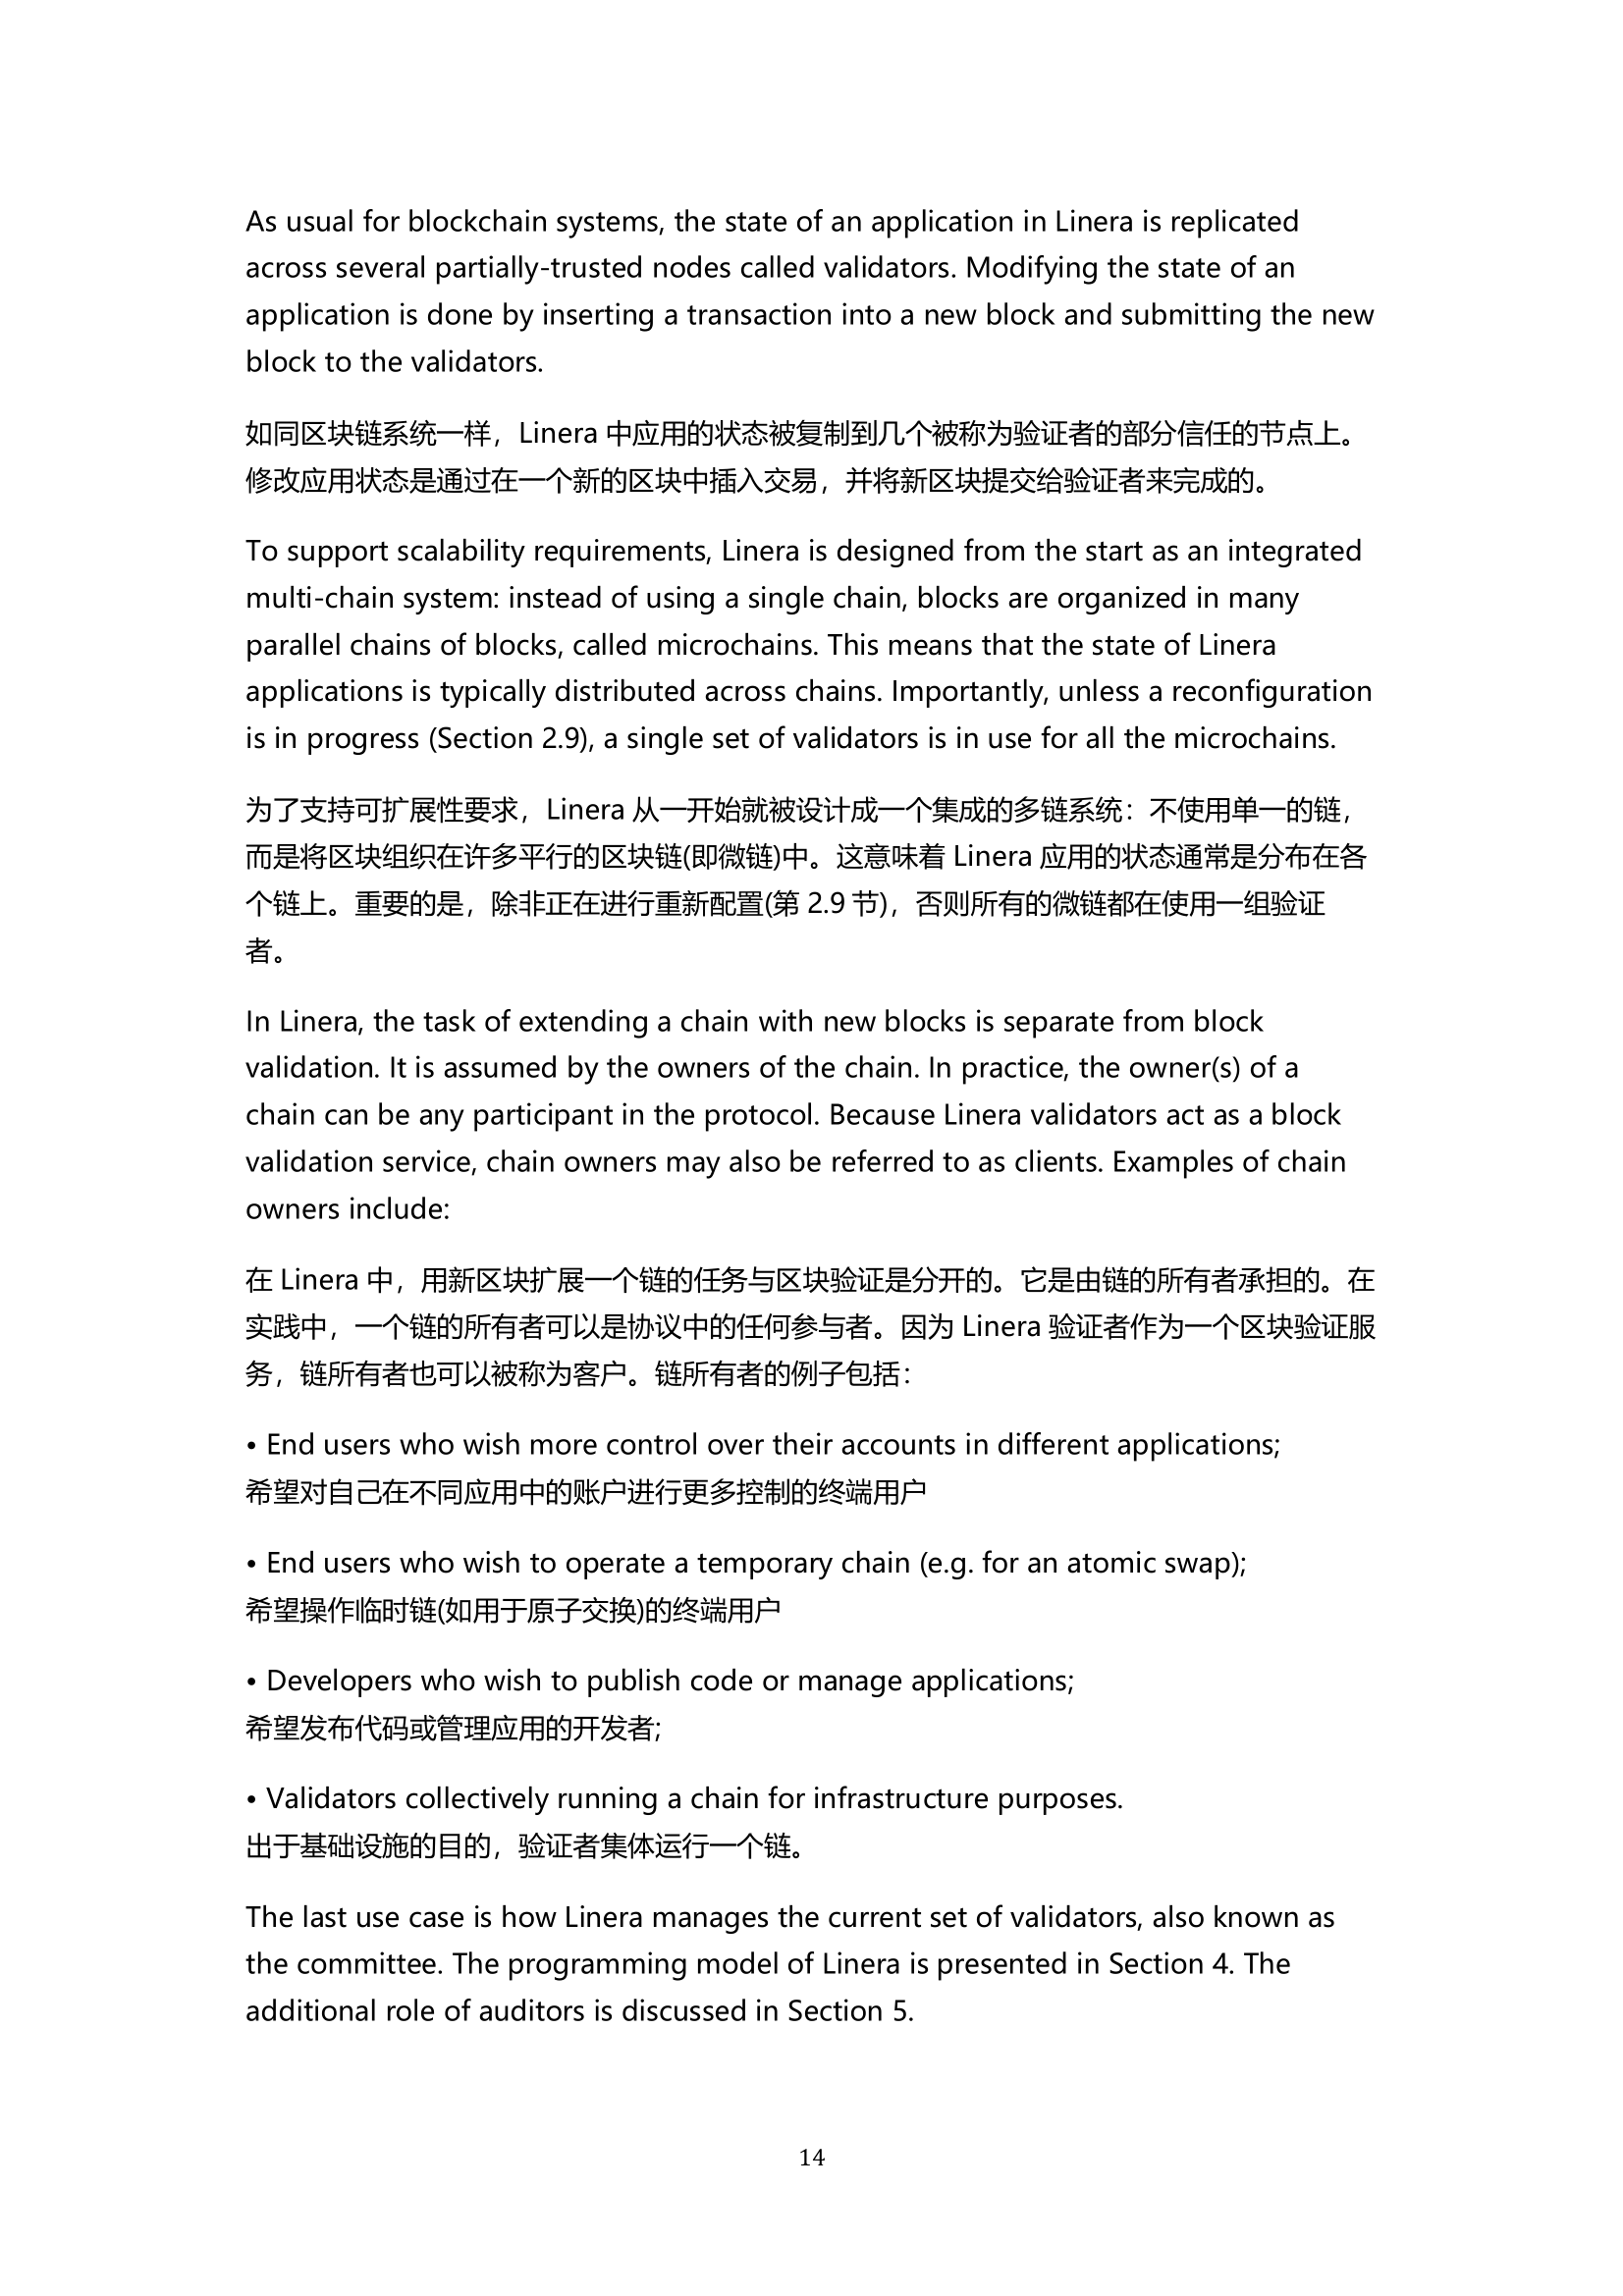 As usual for blockchain systems, the state of an application in Linera is replicated
across several partially-trusted nodes called validators. Modifying the state of an
application is done by inserting a transaction into a new block and submitting the new
block to the validators.
如同区块链系统一样，Linera 中应用的状态被复制到几个被称为验证者的部分信任的节点上。
修改应用状态是通过在一个新的区块中插入交易，并将新区块提交给验证者来完成的。
To support scalability requirements, Linera is designed from the start as an integrated
multi-chain system: instead of using a single chain, blocks are organized in many
parallel chains of blocks, called microchains. This means that the state of Linera
applications is typically distributed across chains. Importantly, unless a reconfiguration
is in progress (Section 2.9), a single set of validators is in use for all the microchains.
为了支持可扩展性要求，Linera 从一开始就被设计成一个集成的多链系统：不使用单一的链，
而是将区块组织在许多平行的区块链(即微链)中。这意味着 Linera 应用的状态通常是分布在各
个链上。重要的是，除非正在进行重新配置(第 2.9 节)，否则所有的微链都在使用一组验证
者。
In Linera, the task of extending a chain with new blocks is separate from block
validation. It is assumed by the owners of the chain. In practice, the owner(s) of a
chain can be any participant in the protocol. Because Linera validators act as a block
validation service, chain owners may also be referred to as clients. Examples of chain
owners include:
在 Linera 中，用新区块扩展一个链的任务与区块验证是分开的。它是由链的所有者承担的。在
实践中，一个链的所有者可以是协议中的任何参与者。因为 Linera 验证者作为一个区块验证服
务，链所有者也可以被称为客户。链所有者的例子包括：
• End users who wish more control over their accounts in different applications;
希望对自己在不同应用中的账户进行更多控制的终端用户
• End users who wish to operate a temporary chain (e.g. for an atomic swap);
希望操作临时链(如用于原子交换)的终端用户
• Developers who wish to publish code or manage applications;
希望发布代码或管理应用的开发者;
• Validators collectively running a chain for infrastructure purposes.
出于基础设施的目的，验证者集体运行一个链。
The last use case is how Linera manages the current set of validators, also known as
the committee. The programming model of Linera is presented in Section 4. The
additional role of auditors is discussed in Section 5.
14